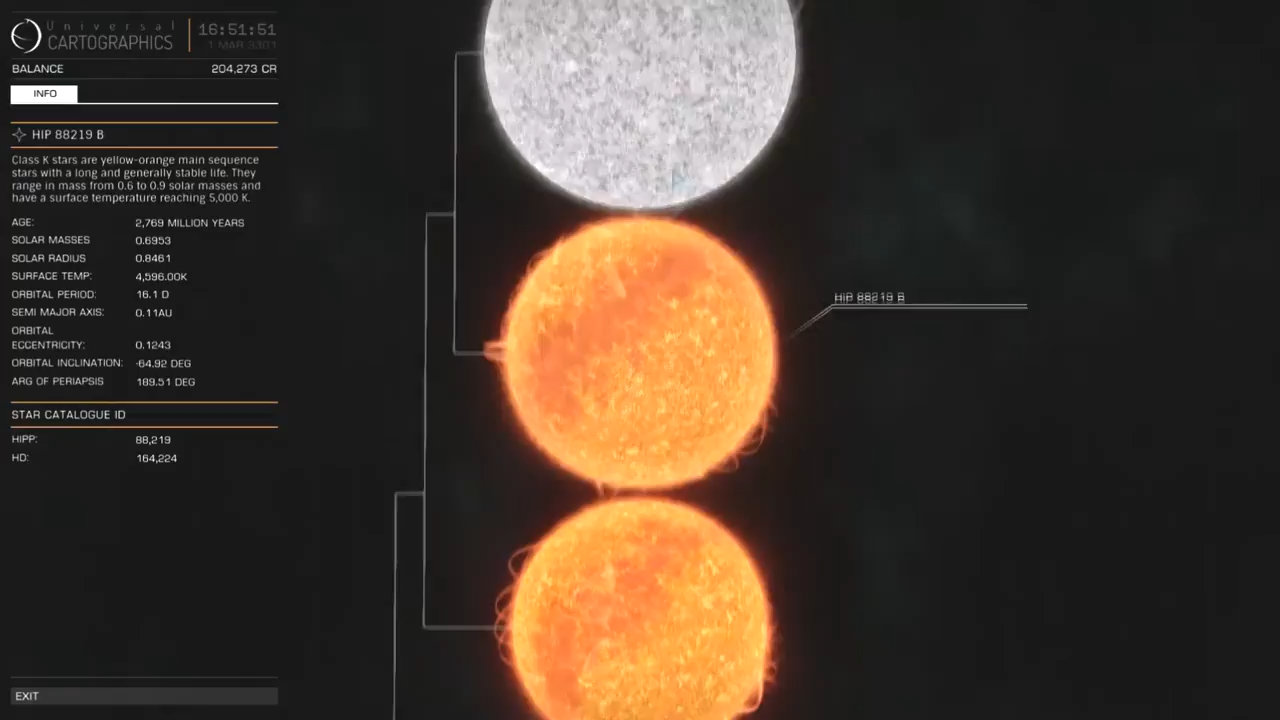 Universal
CARTOGRAPHICS
16:51:51
1 MAR 3301
BALANCE 204,273 CR
INFO
HIP 88219 B
Class K stars are yellow-orange main sequence
stars with a long and generally stable life. They
range in mass from 0.6 to 0.9 solar masses and
have a surface temperature reaching 5,000 K.
AGE: 2,769 MILLION YEARS
SOLAR MASSES 0.6953
SOLAR RADIUS 0.8461
SURFACE TEMP: 4,596.00K
ORBITAL PERIOD: 16.1 D
SEMI MAJOR AXIS: 0.11AU
ORBITAL
ECCENTRICITY: 0.1243
ORBITAL INCLINATION: -64.92 DEG
ARG OF PERIAPSIS 189.51 DEG
STAR CATALOGUE ID
HIPP: 88,219
HD: 164,224
EXIT
HIP 88219 B